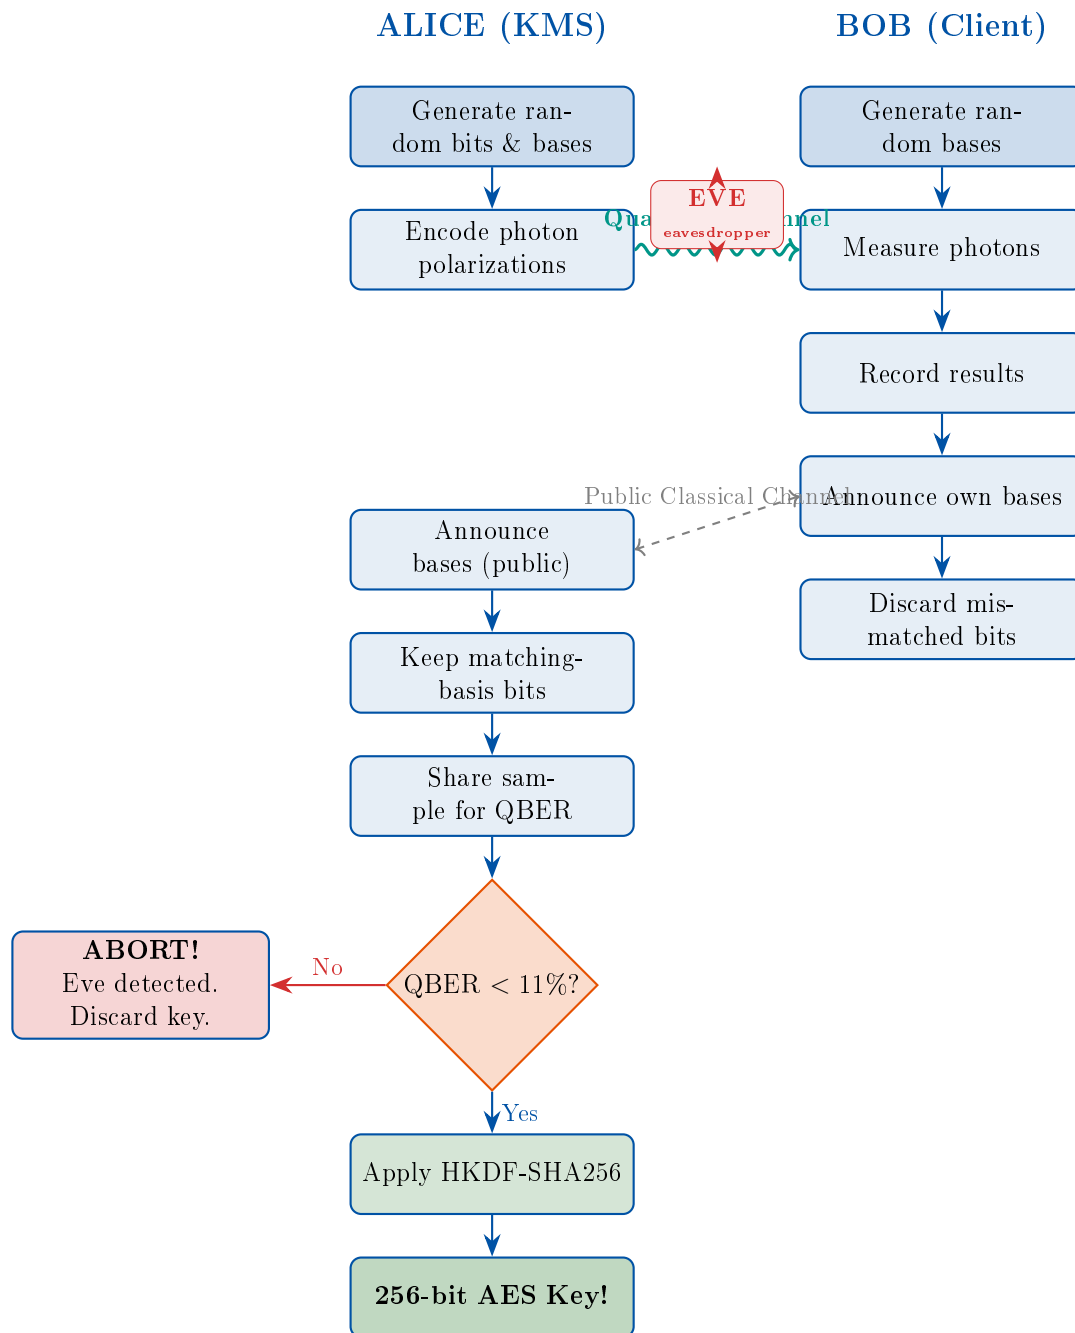 ALICE (KMS)
BOB (Client)
Generate ran-
dom bits & bases
Generate ran-
dom bases
Encode photon
polarizations
EVE
eavesdropper
Measure photons
Record results
Public Classical Channel
Announce own bases
Announce
bases (public)
Discard mis-
matched bits
Keep matching-
basis bits
Share sam-
ple for QBER
QBER < 11%?
No
ABORT!
Eve detected.
Discard key.
Yes
Apply HKDF-SHA256
256-bit AES Key!